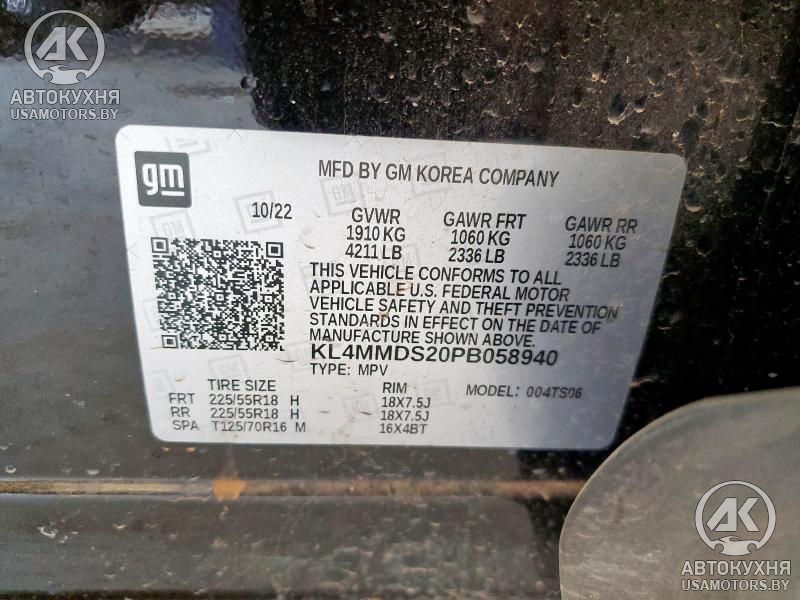 АК
АВТОКУХНЯ
USAMOTORS.BY
gm
MFD BY GM KOREA COMPANY
10/22 GVWR GAWR FRT GAWR RR
1910 KG 1060 KG 1060 KG
4211 LB 2336 LB 2336 LB
THIS VEHICLE CONFORMS TO ALL
APPLICABLE U.S. FEDERAL MOTOR
VEHICLE SAFETY AND THEFT PREVENTION
STANDARDS IN EFFECT ON THE DATE OF
MANUFACTURE SHOWN ABOVE.
KL4MMDS20PB058940
TYPE: MPV
TIRE SIZE RIM MODEL: 004TS06
FRT 225/55R18 H 18X7.5J
RR 225/55R18 H 18X7.5J
SPA T125/70R16 M 16X4BT
АК
АВТОКУХНЯ
USAMOTORS.BY